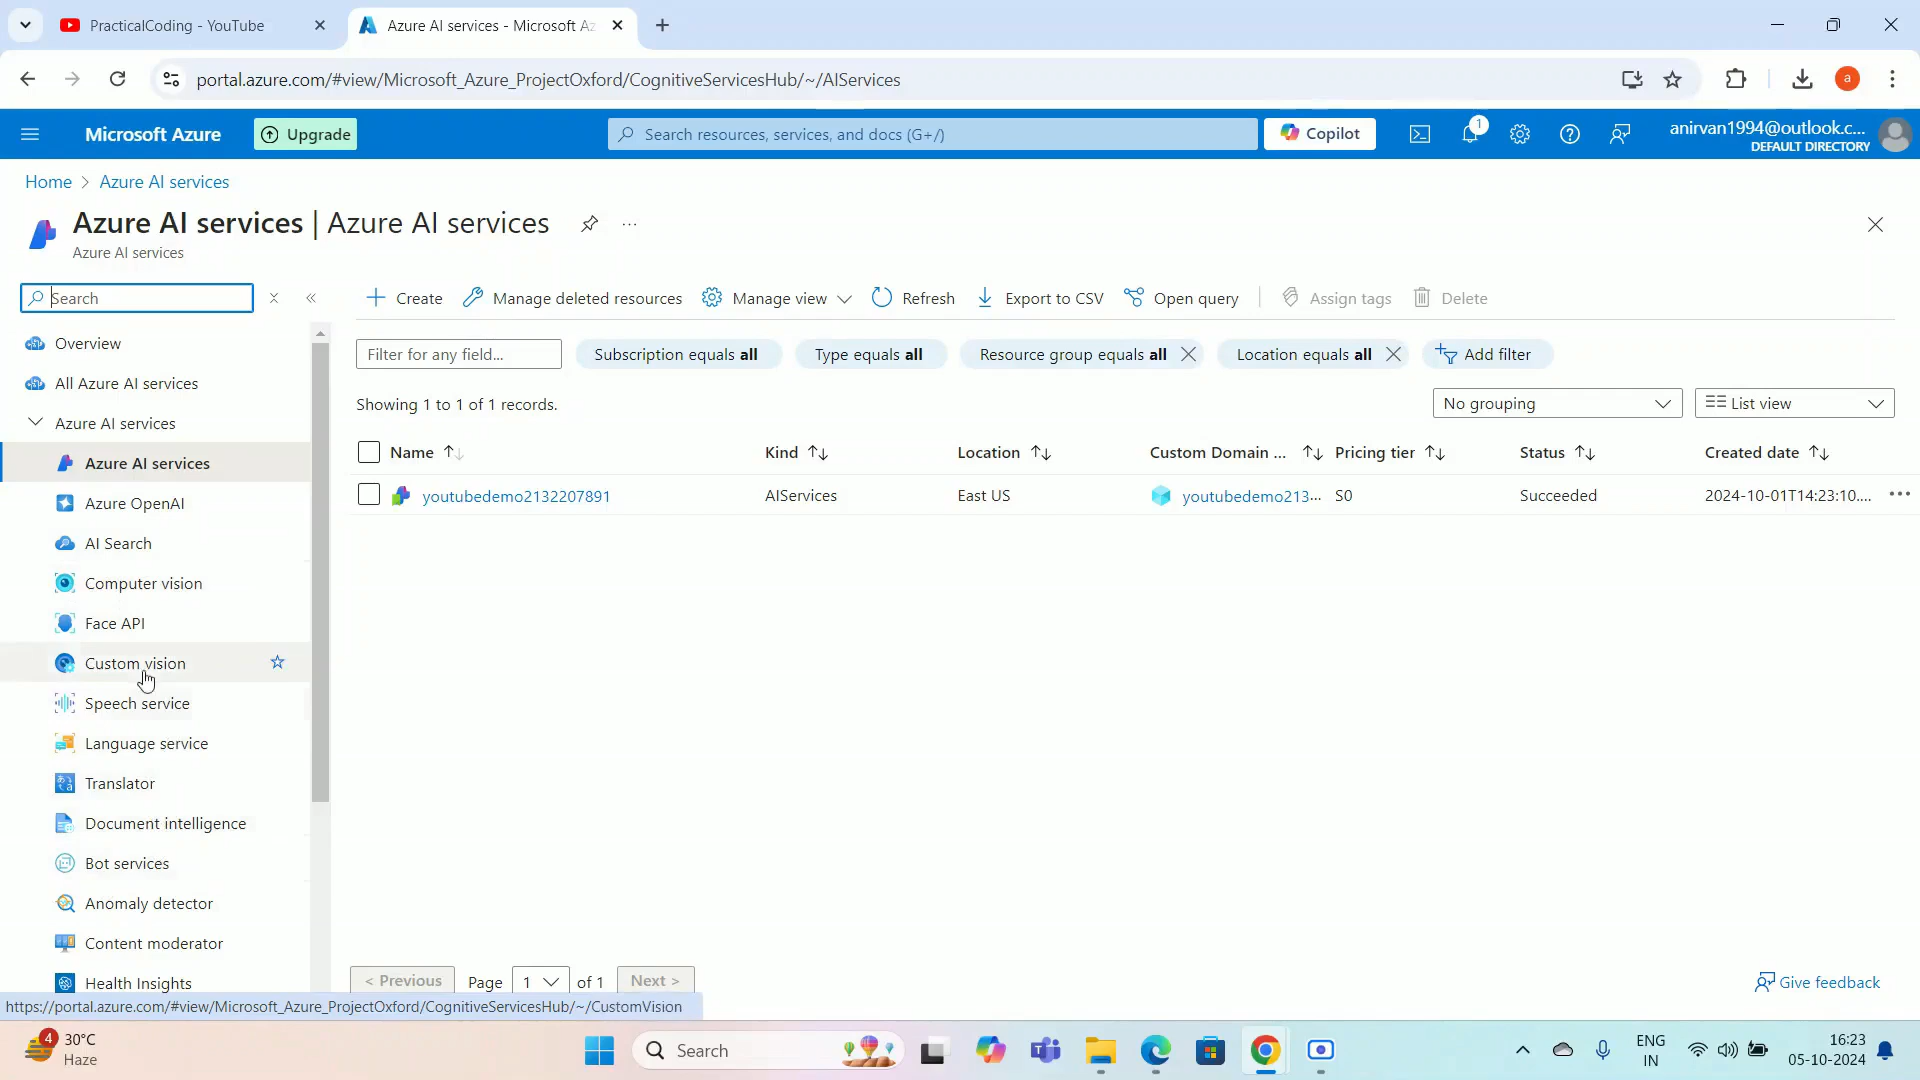 PracticalCoding - YouTube
Azure AI services - Microsoft Az
portal.azure.com/#view/Microsoft_Azure_ProjectOxford/CognitiveServicesHub/~/AIServices
a
Microsoft Azure
Upgrade
Search resources, services, and docs (G+/)
Copilot
1
anirvan1994@outlook.c...
DEFAULT DIRECTORY
Home > Azure AI services
Azure AI services | Azure AI services
...
Azure AI services
Search
Create
Manage deleted resources
Manage view
Refresh
Export to CSV
Open query
Assign tags
Delete
Overview
All Azure AI services
Azure AI services
Azure AI services
Azure OpenAI
AI Search
Computer vision
Face API
Custom vision
Speech service
Language service
Translator
Document intelligence
Bot services
Anomaly detector
Content moderator
Health Insights
Filter for any field...
Subscription equals all
Type equals all
Resource group equals all
Location equals all
Add filter
Showing 1 to 1 of 1 records.
No grouping
List view
Name
Kind
Location
Custom Domain ...
Pricing tier
Status
Created date
youtubedemo2132207891
AIServices
East US
youtubedemo213...
S0
Succeeded
2024-10-01T14:23:10....
...
< Previous
Page
1
of 1
Next >
Give feedback
https://portal.azure.com/#view/Microsoft_Azure_ProjectOxford/CognitiveServicesHub/~/CustomVision
4
30°C
Haze
Search
ENG
IN
16:23
05-10-2024